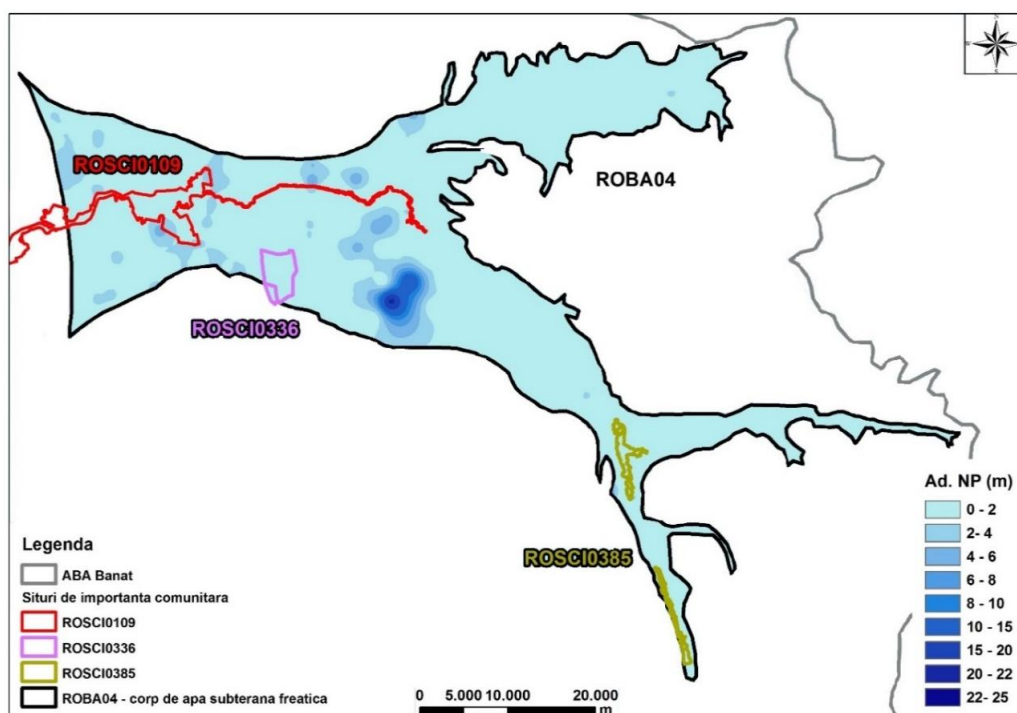 ROSCI0109
ROBA04
ROSCI0336
ROSCI0385
Ad. NP (m)
0 - 2
2- 4
4 - 6
6 - 8
8 - 10
10 - 15
15 - 20
20 - 22
22- 25
Legenda
ABA Banat
Situri de importanta comunitara
ROSCI0109
ROSCI0336
ROSCI0385
ROBA04 - corp de apa subterana freatica
0 5.000 10.000 20.000
m